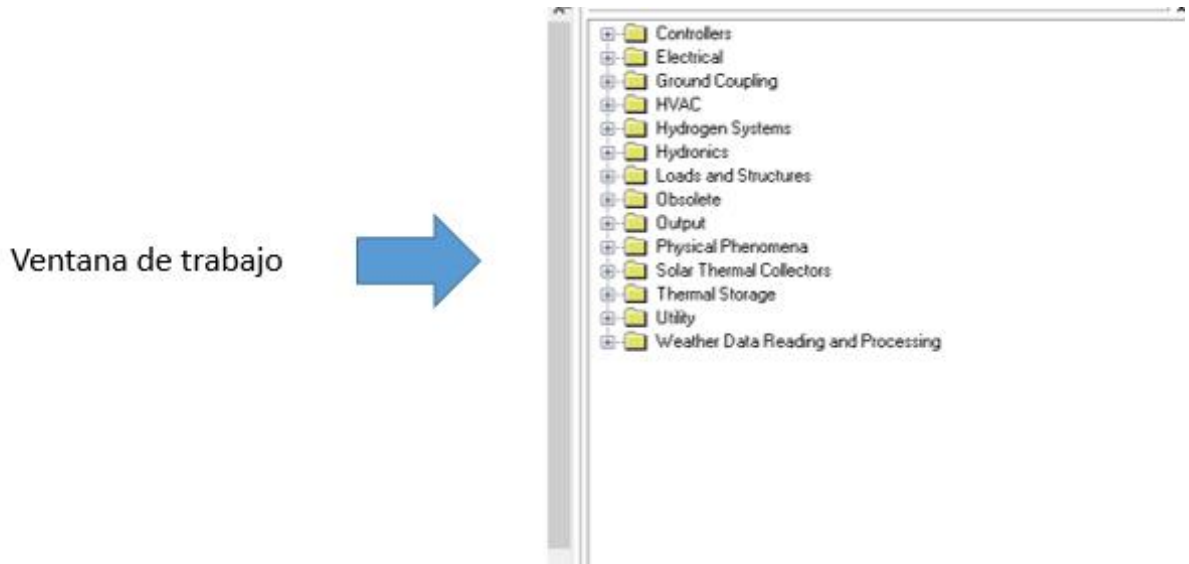 Controllers
Electrical
Ground Coupling
HVAC
Hydrogen Systems
Hydronics
Loads and Structures
Obsolete
Output
Physical Phenomena
Ventana de trabajo
Solar Thermal Collectors
Thermal Storage
Utility
Weather Data Reading and Processing